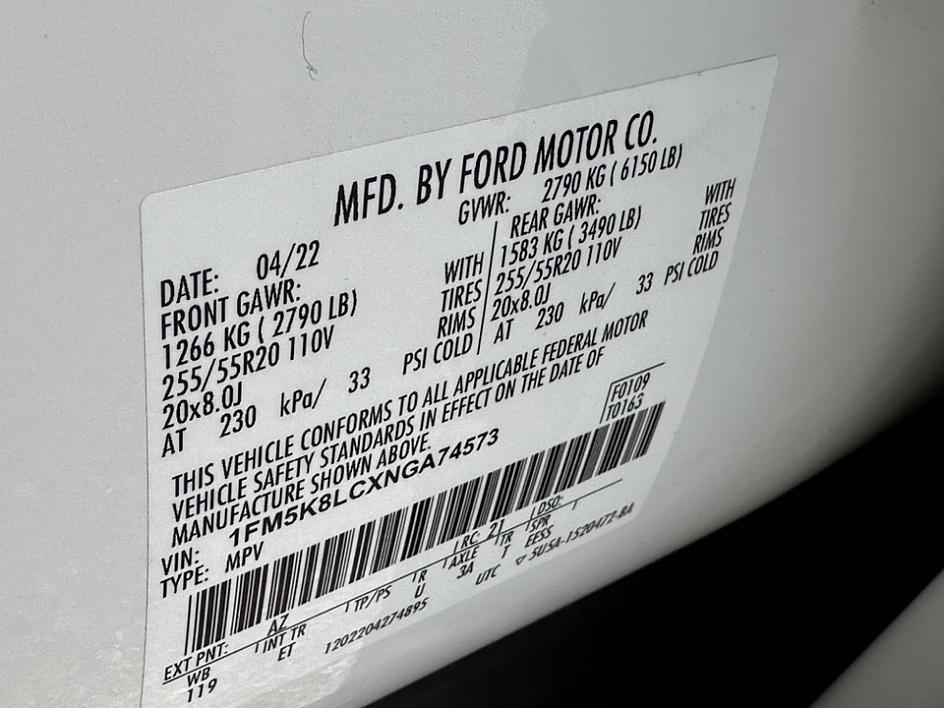 MFD. BY FORD MOTOR CO.
DATE: 04/22 GVWR: 2790 KG ( 6150 LB)
FRONT GAWR:
1266 KG ( 2790 LB) WITH
255/55R20 110V TIRES
20x8.0J RIMS
AT 230 kPa/ 33 PSI COLD
REAR GAWR:
1583 KG ( 3490 LB) WITH
255/55R20 110V TIRES
20x8.0J RIMS
AT 230 kPa/ 33 PSI COLD
THIS VEHICLE CONFORMS TO ALL APPLICABLE FEDERAL MOTOR
VEHICLE SAFETY STANDARDS IN EFFECT ON THE DATE OF
MANUFACTURE SHOWN ABOVE.
F0109
T0163
VIN: 1FM5K8LCXNGA74573
TYPE: MPV
EXT PNT: AZ RC: 21 DSO:
WB INT TR TP/PS R AXLE TR SPR
119 ET U 3A T EESS
1202204274895 UTC 5U5A-1520472-BA